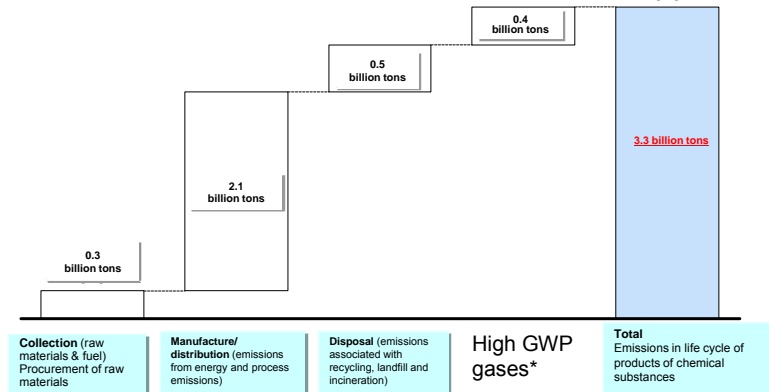 0.4
billion tons
0.5
billion tons
3.3 billion tons
2.1
billion tons
0.3
billion tons
Collection (raw
materials & fuel)
Procurement of raw
materials
Manufacture/
distribution (emissions
from energy and process
emissions)
Disposal (emissions
associated with
recycling, landfill and
incineration)
High GWP
gases*
Total
Emissions in life cycle of
products of chemical
substances